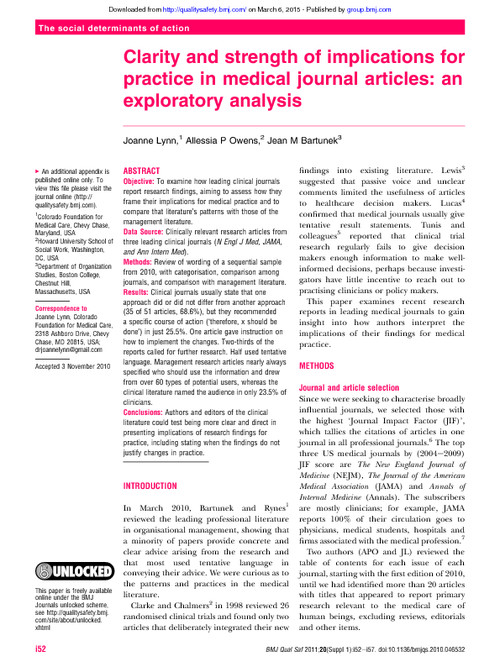 Downloaded from http://qualitysafety.bmj.com/ on March 6, 2015 - Published by group.bmj.com
The social determinants of action
Clarity and strength of implications for
practice in medical journal articles: an
exploratory analysis
Joanne Lynn,1 Allessia P Owens,2 Jean M Bartunek3
▸ An additional appendix is
published online only. To
view this file please visit the
journal online (http://
qualitysafety.bmj.com).
1Colorado Foundation for
Medical Care, Chevy Chase,
Maryland, USA
2Howard University School of
Social Work, Washington,
DC, USA
3Department of Organization
Studies, Boston College,
Chestnut Hill,
Massachusetts, USA
Correspondence to
Joanne Lynn, Colorado
Foundation for Medical Care,
2318 Ashboro Drive, Chevy
Chase, MO 20815, USA;
drjoannelynn@gmail.com
Accepted 3 November 2010
UNLOCKED
This paper is freely available
online under the BMJ
Journals unlocked scheme,
see http://qualitysafety.bmj.
com/site/about/unlocked.
xhtml
ABSTRACT
Objective: To examine how leading clinical journals
report research findings, aiming to assess how they
frame their implications for medical practice and to
compare that literature's patterns with those of the
management literature.
Data Source: Clinically relevant research articles from
three leading clinical journals (N Engl J Med, JAMA,
and Ann Intern Med).
Methods: Review of wording of a sequential sample
from 2010, with categorisation, comparison among
journals, and comparison with management literature.
Results: Clinical journals usually state that one
approach did or did not differ from another approach
(35 of 51 articles, 68.6%), but they recommended
a specific course of action ('therefore, x should be
done') in just 25.5%. One article gave instruction on
how to implement the changes. Two-thirds of the
reports called for further research. Half used tentative
language. Management research articles nearly always
specified who should use the information and drew
from over 60 types of potential users, whereas the
clinical literature named the audience in only 23.5% of
clinicians.
Conclusions: Authors and editors of the clinical
literature could test being more clear and direct in
presenting implications of research findings for
practice, including stating when the findings do not
justify changes in practice.
INTRODUCTION
In March 2010, Bartunek and Rynes1
reviewed the leading professional literature
in organisational management, showing that
a minority of papers provide concrete and
clear advice arising from the research and
that most used tentative language in
conveying their advice. We were curious as to
the patterns and practices in the medical
literature.
Clarke and Chalmers2 in 1998 reviewed 26
randomised clinical trials and found only two
articles that deliberately integrated their new
findings into existing literature. Lewis3
suggested that passive voice and unclear
comments limited the usefulness of articles
to healthcare decision makers. Lucas4
confirmed that medical journals usually give
tentative result statements. Tunis and
colleagues5 reported that clinical trial
research regularly fails to give decision
makers enough information to make well-
informed decisions, perhaps because investi-
gators have little incentive to reach out to
practising clinicians or policy makers.
This paper examines recent research
reports in leading medical journals to gain
insight into how authors interpret the
implications of their findings for medical
practice.
METHODS
Journal and article selection
Since we were seeking to characterise broadly
influential journals, we selected those with
the highest 'Journal Impact Factor (JIF)',
which tallies the citations of articles in one
journal in all professional journals.6 The top
three US medical journals by (2004–2009)
JIF score are The New England Journal of
Medicine (NEJM), The Journal of the American
Medical Association (JAMA) and Annals of
Internal Medicine (Annals). The subscribers
are mostly clinicians; for example, JAMA
reports 100% of their circulation goes to
physicians, medical students, hospitals and
firms associated with the medical profession.7
Two authors (APO and JL) reviewed the
table of contents for each issue of each
journal, starting with the first edition of 2010,
until we had identified more than 20 articles
with titles that appeared to report primary
research relevant to the medical care of
human beings, excluding reviews, editorials
and other items.
i52
BMJ Qual Saf 2011;20(Suppl 1):i52–i57. doi:10.1136/bmjqs.2010.046532